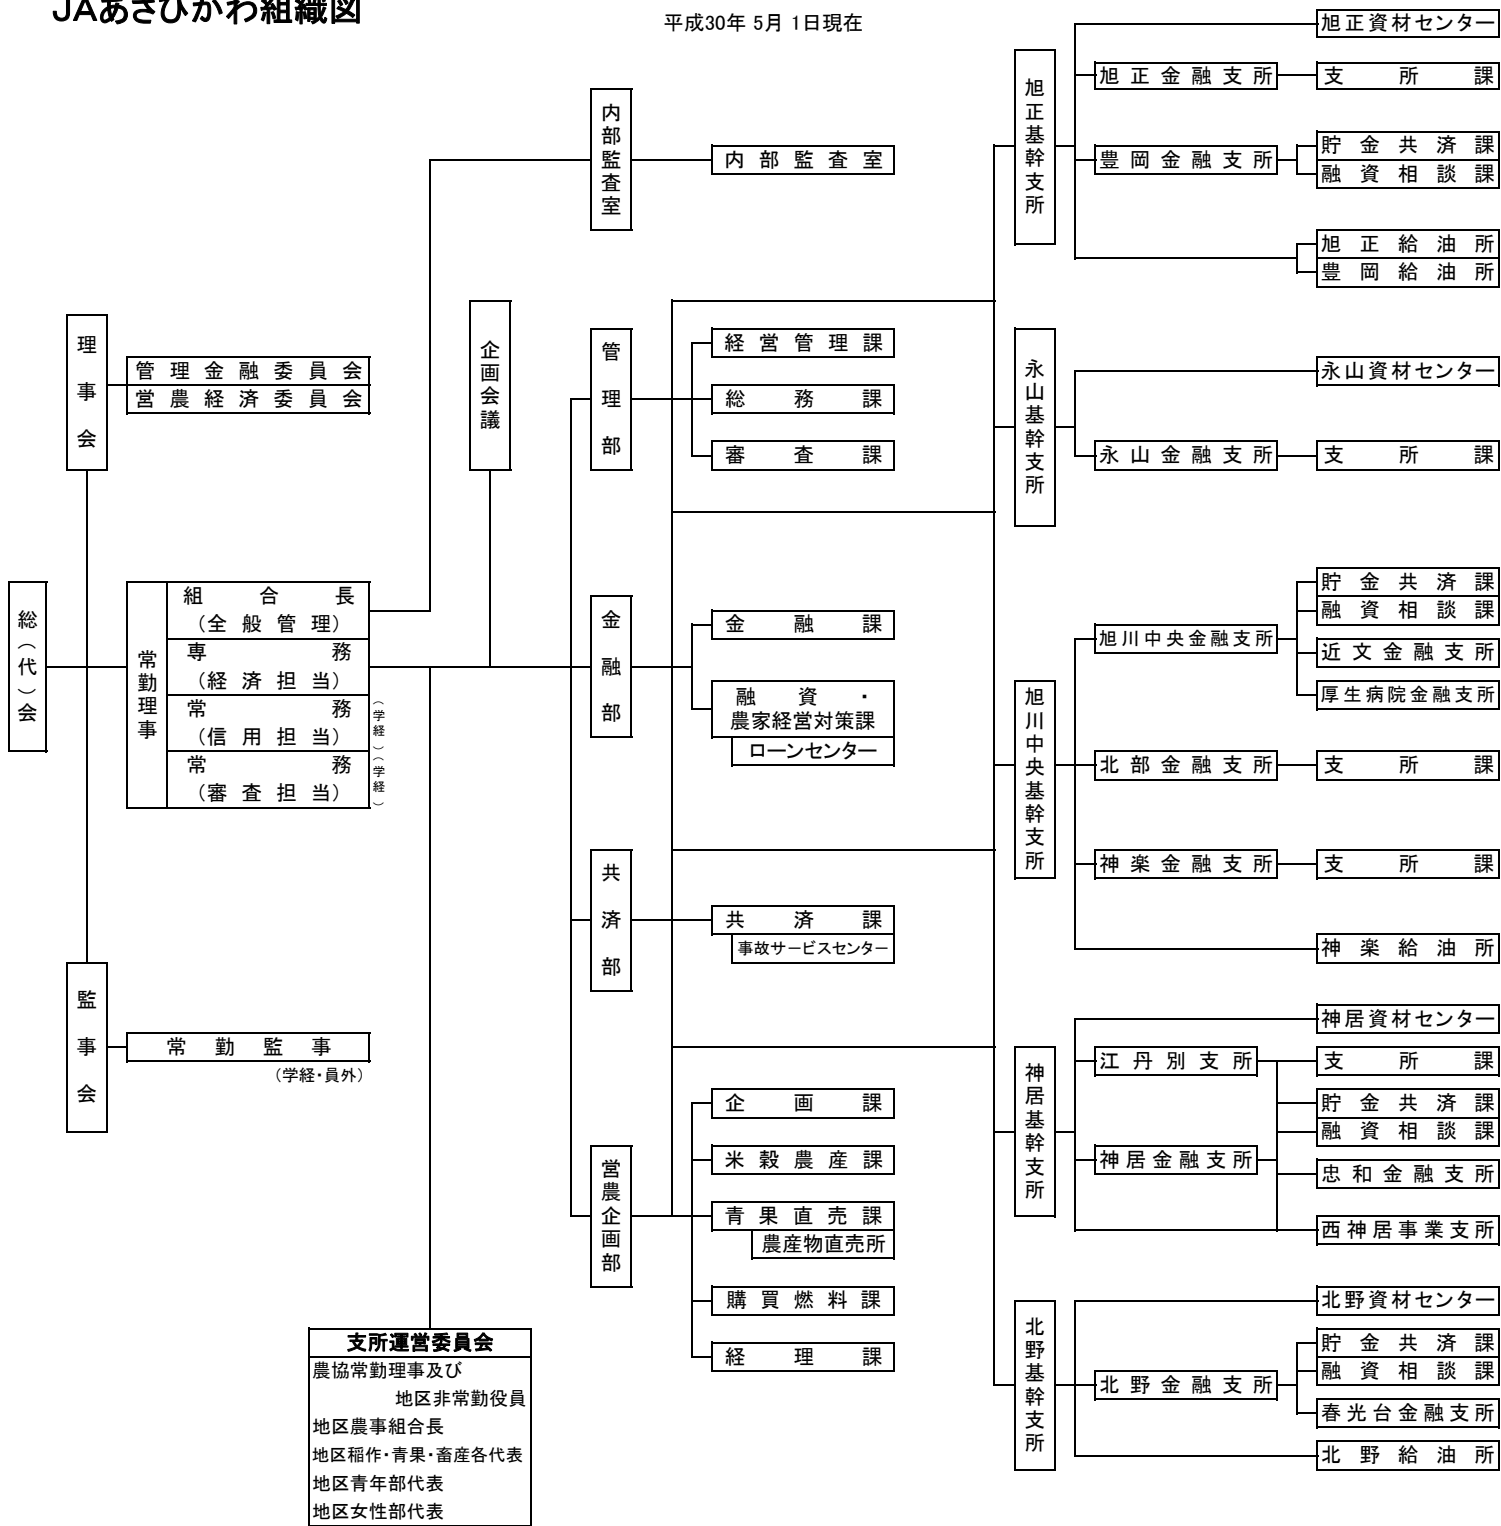 JAあさひかわ組織図
平成30年 5月 1日現在
総（代）会
理事会
管理金融委員会
営農経済委員会
常勤理事
組合長
（全般管理）
専務
（経済担当）
常務
（信用担当）
（学経）
常務
（審査担当）
（学経）
監事会
常勤監事
（学経・員外）
支所運営委員会
農協常勤理事及び
地区非常勤役員
地区農事組合長
地区稲作・青果・畜産各代表
地区青年部代表
地区女性部代表
企画会議
内部監査室
内部監査室
管理部
経営管理課
総務課
審査課
金融部
金融課
融資・
農家経営対策課
ローンセンター
共済部
共済課
事故サービスセンター
営農企画部
企画課
米穀農産課
青果直売課
農産物直売所
購買燃料課
経理課
旭正基幹支所
旭正資材センター
旭正金融支所
支所課
豊岡金融支所
貯金共済課
融資相談課
旭正給油所
豊岡給油所
永山基幹支所
永山資材センター
永山金融支所
支所課
旭川中央基幹支所
旭川中央金融支所
貯金共済課
融資相談課
近文金融支所
厚生病院金融支所
北部金融支所
支所課
神楽金融支所
支所課
神楽給油所
神居基幹支所
神居資材センター
江丹別支所
支所課
神居金融支所
貯金共済課
融資相談課
忠和金融支所
西神居事業支所
北野基幹支所
北野資材センター
北野金融支所
貯金共済課
融資相談課
春光台金融支所
北野給油所